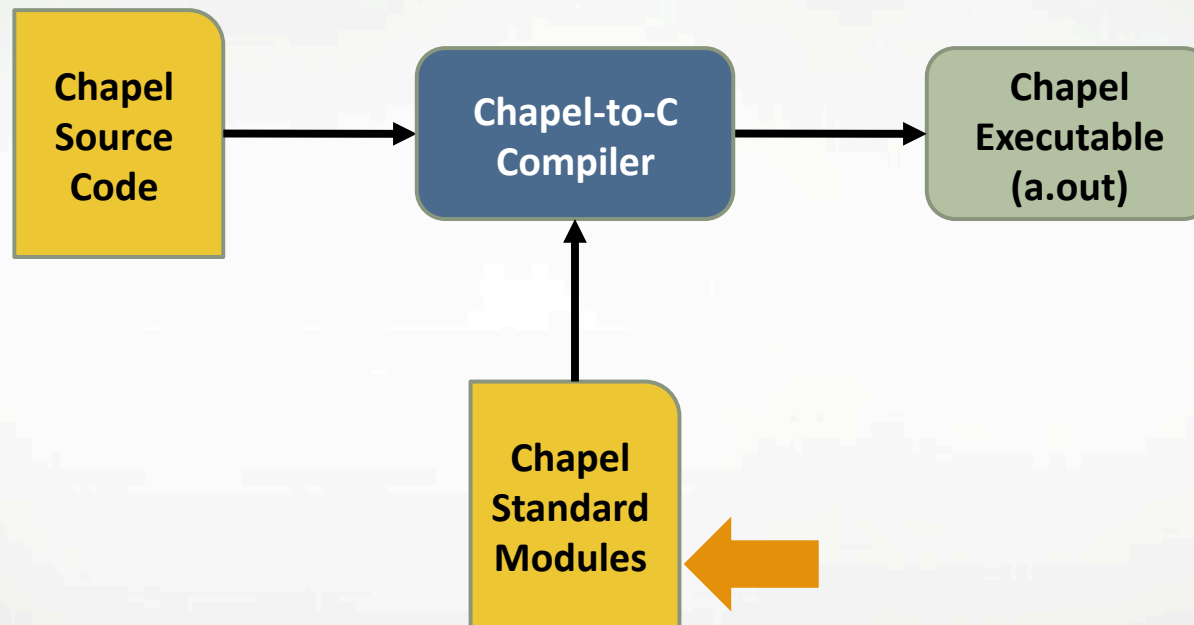 Chapel
Source
Code
Chapel-to-C
Compiler
Chapel
Executable
(a.out)
Chapel
Standard
Modules